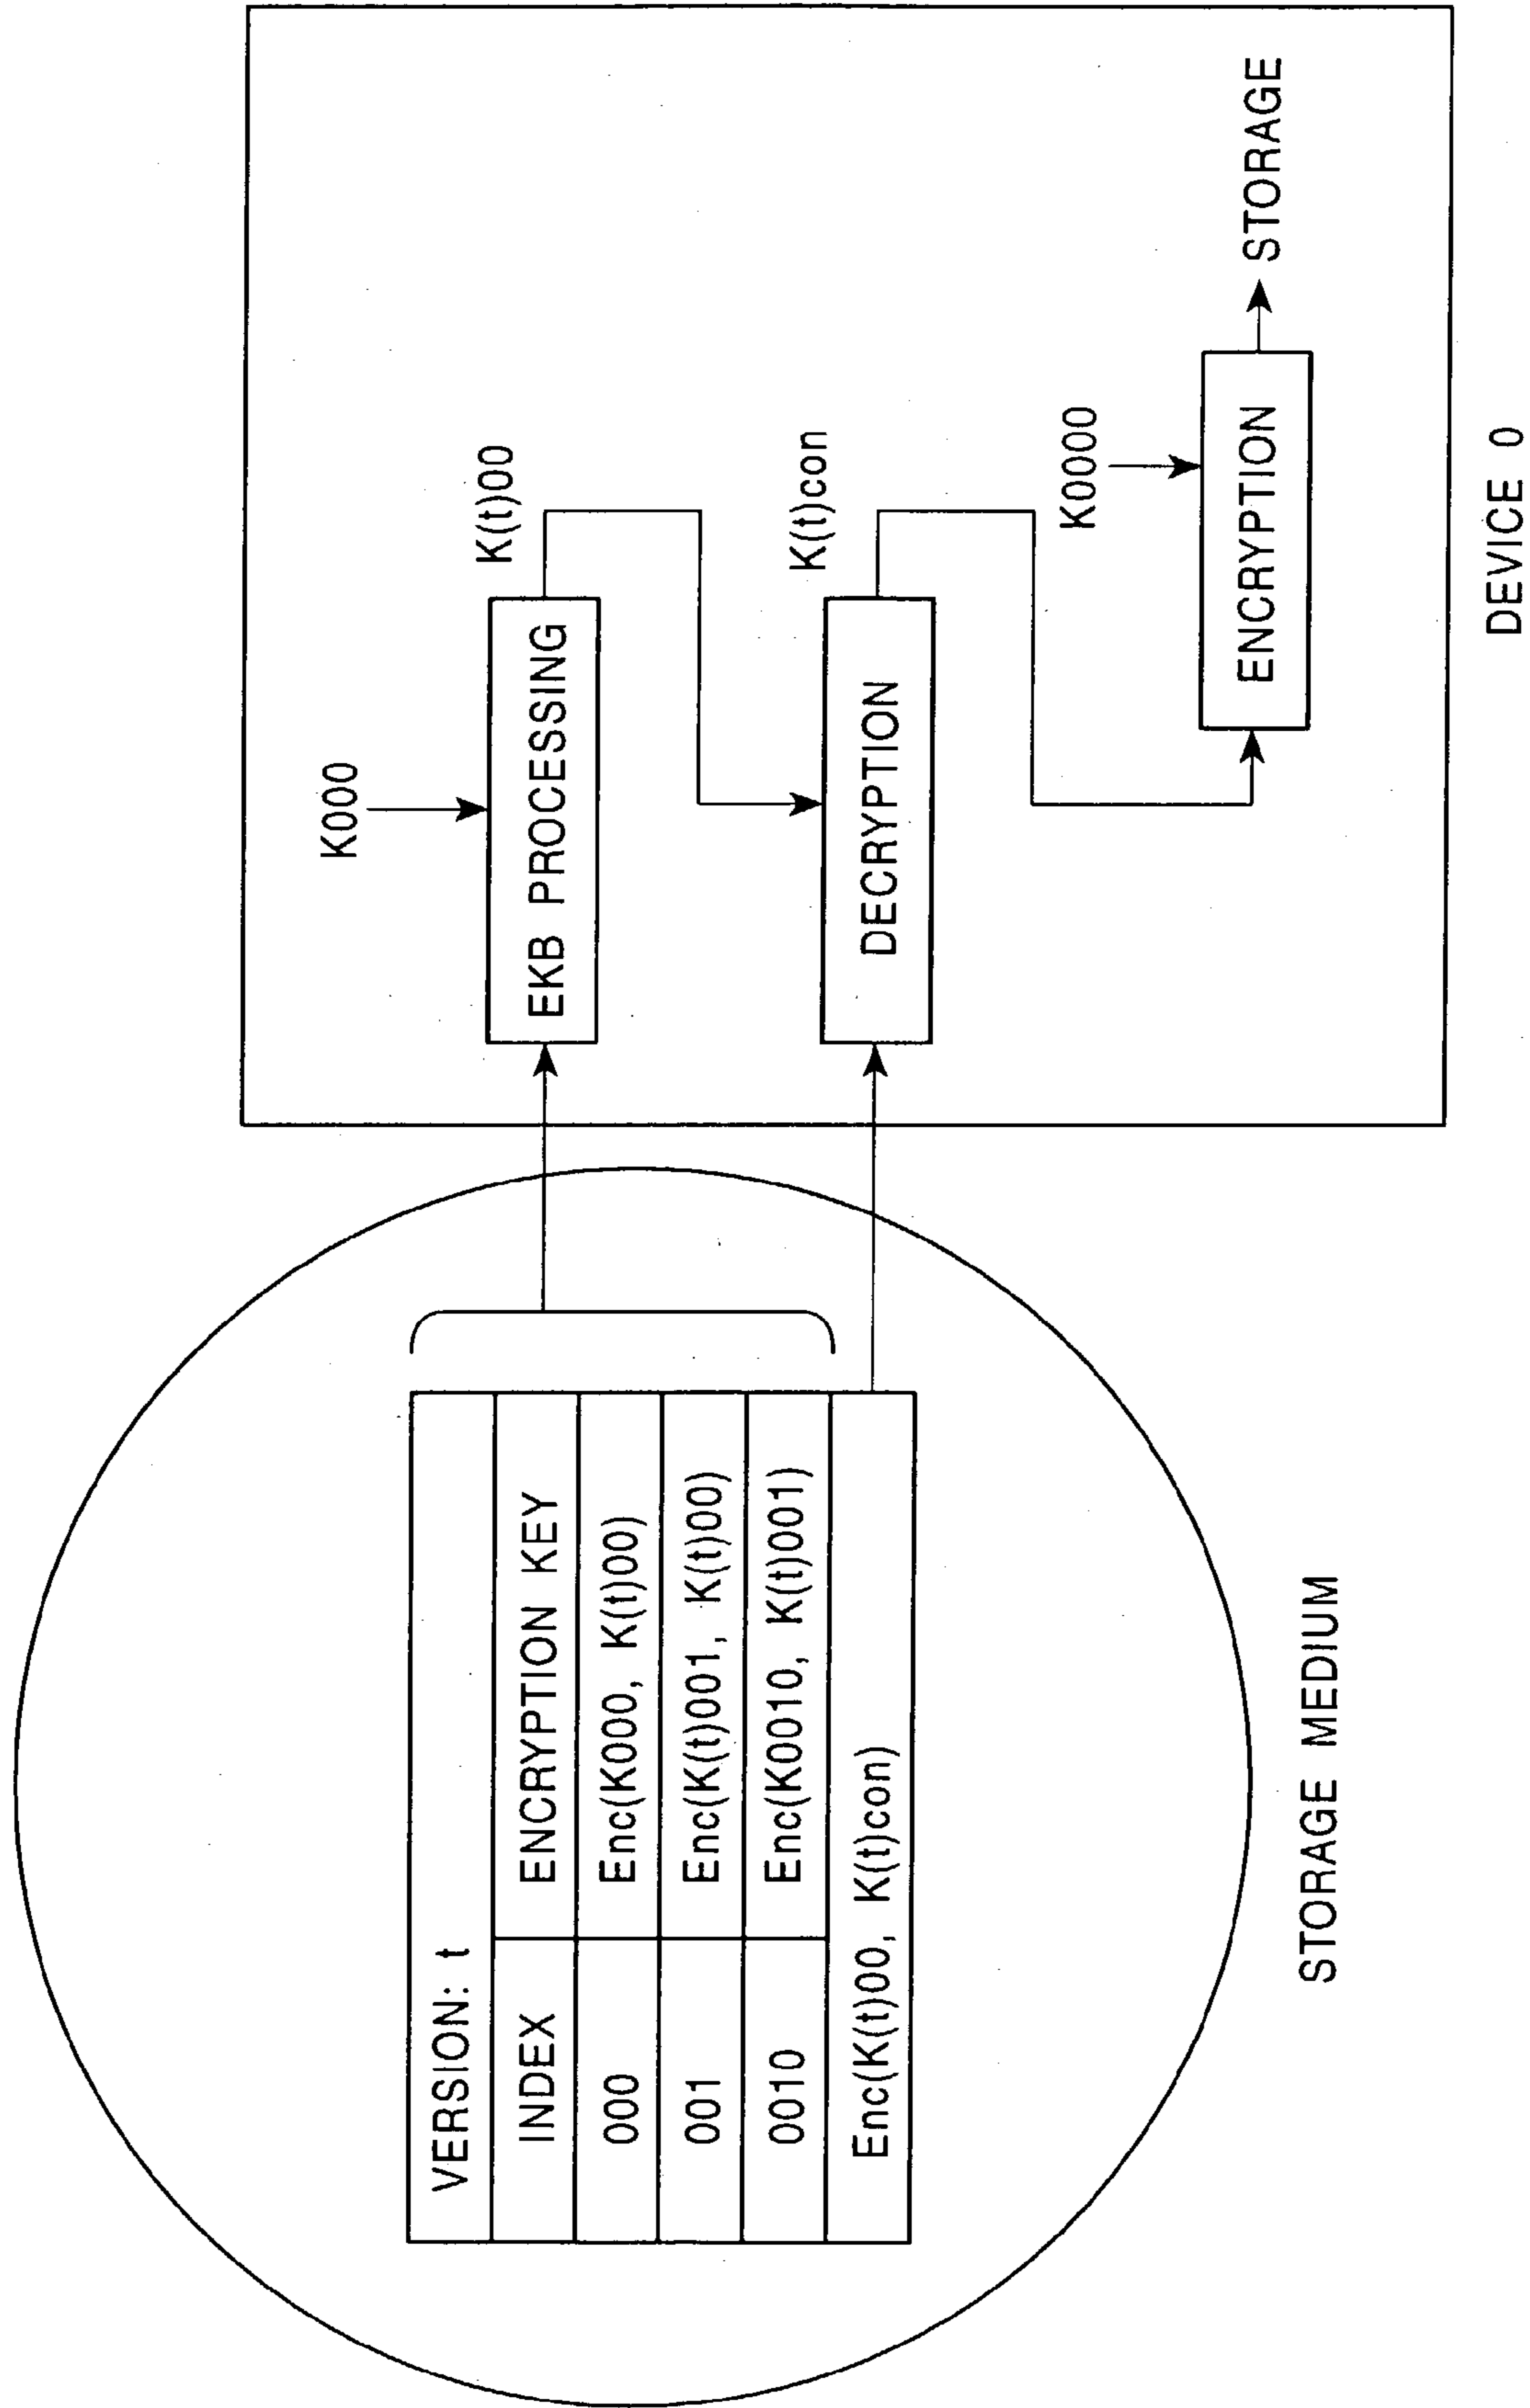 VERSION: t
INDEX ENCRYPTION KEY
000 Enc(K000, K(t)00)
001 Enc(K(t)001, K(t)00)
0010 Enc(K0010, K(t)001)
Enc(K(t)00, K(t)con)
STORAGE MEDIUM
K000
EKB PROCESSING
K(t)00
DECRYPTION
K(t)con
K0000
ENCRYPTION
STORAGE
DEVICE 0